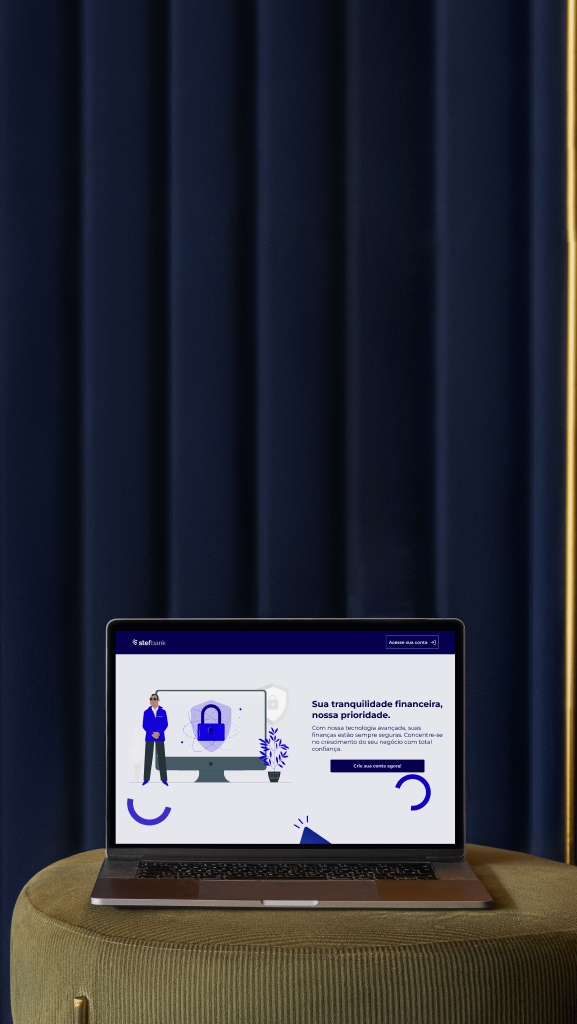 stefbank
Acesse sua conta
Sua tranquilidade financeira,
nossa prioridade.
Com nossa tecnologia avançada, suas
finanças estão sempre seguras. Concentre-se
no crescimento do seu negócio com total
confiança.
Crie sua conta agora!